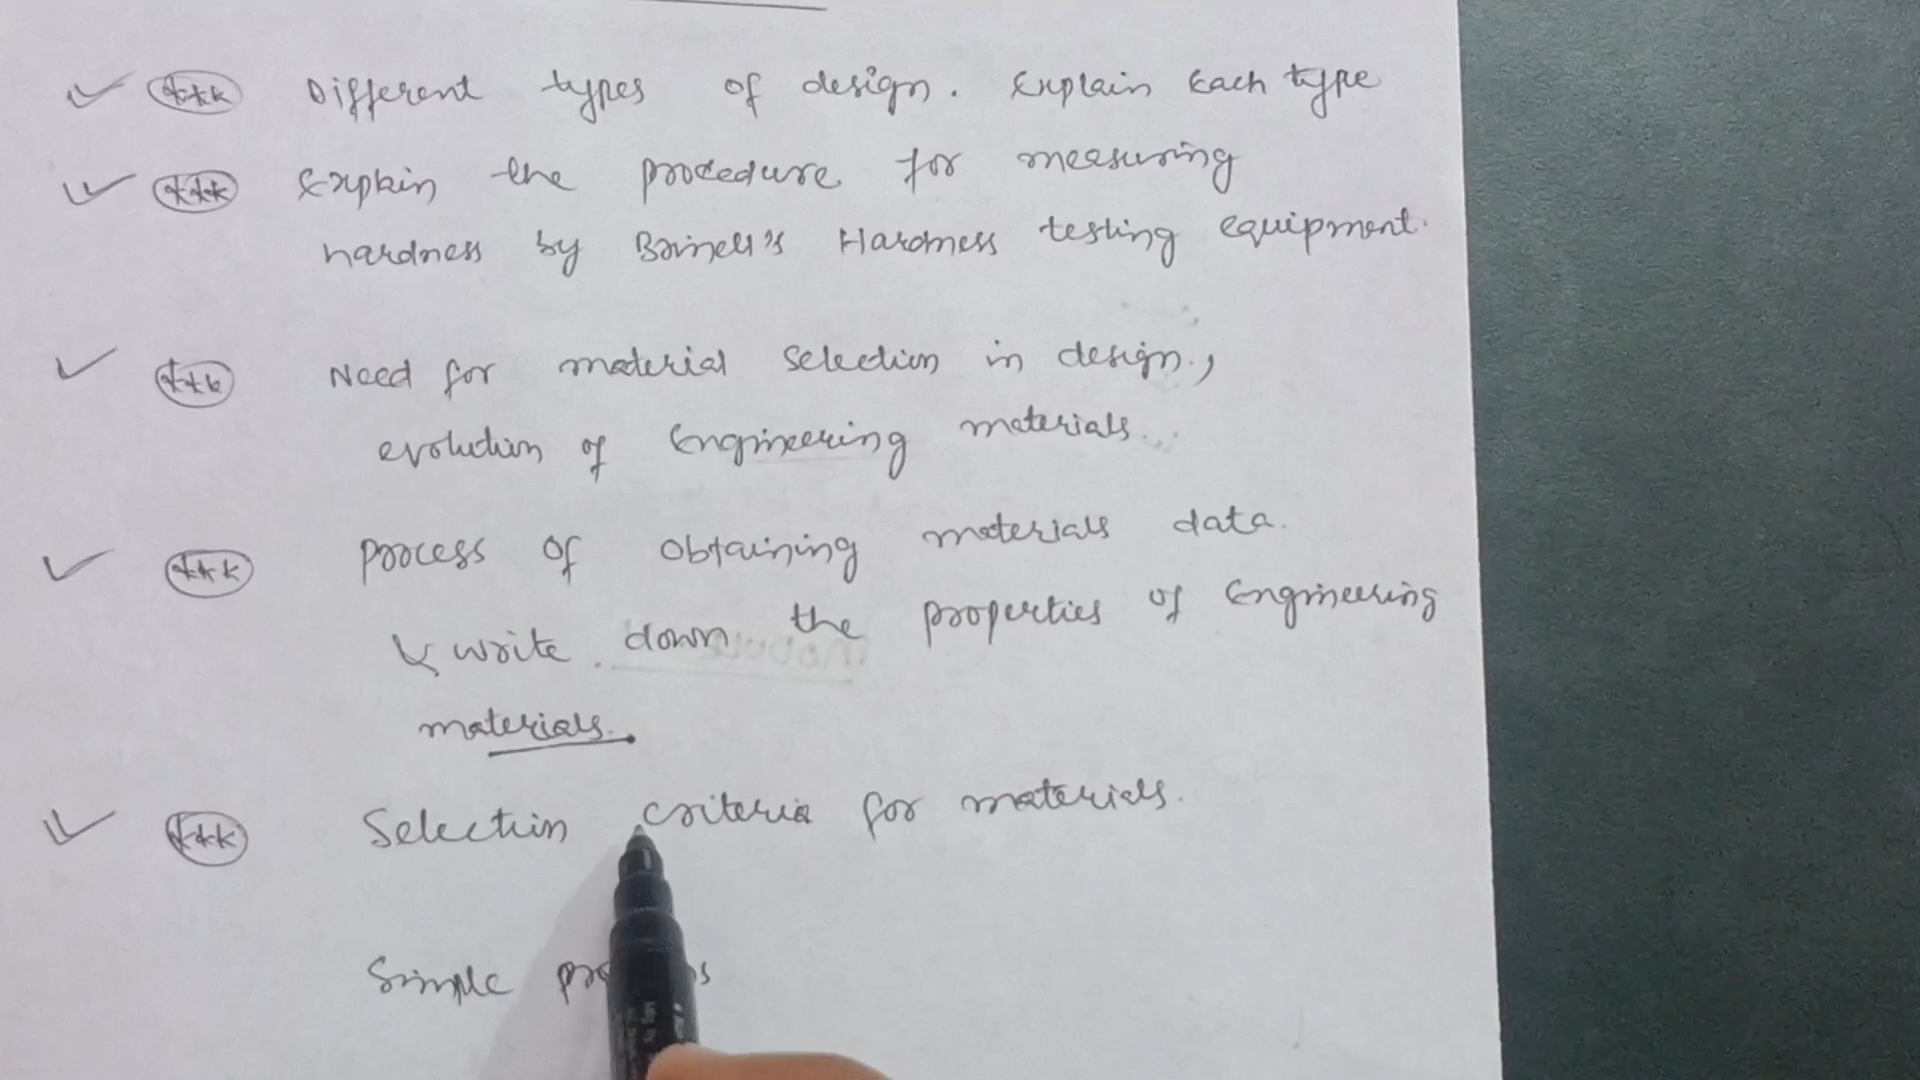 *** Different types of design. Explain Each type
*** Explain the procedure for measuring
hardness by Brinell's Hardness testing equipment.
*** Need for material selection in design,
evolution of Engineering materials.
*** Process of obtaining materials data.
& write down the properties of Engineering
materials.
*** Selection criteria for materials.
Simple